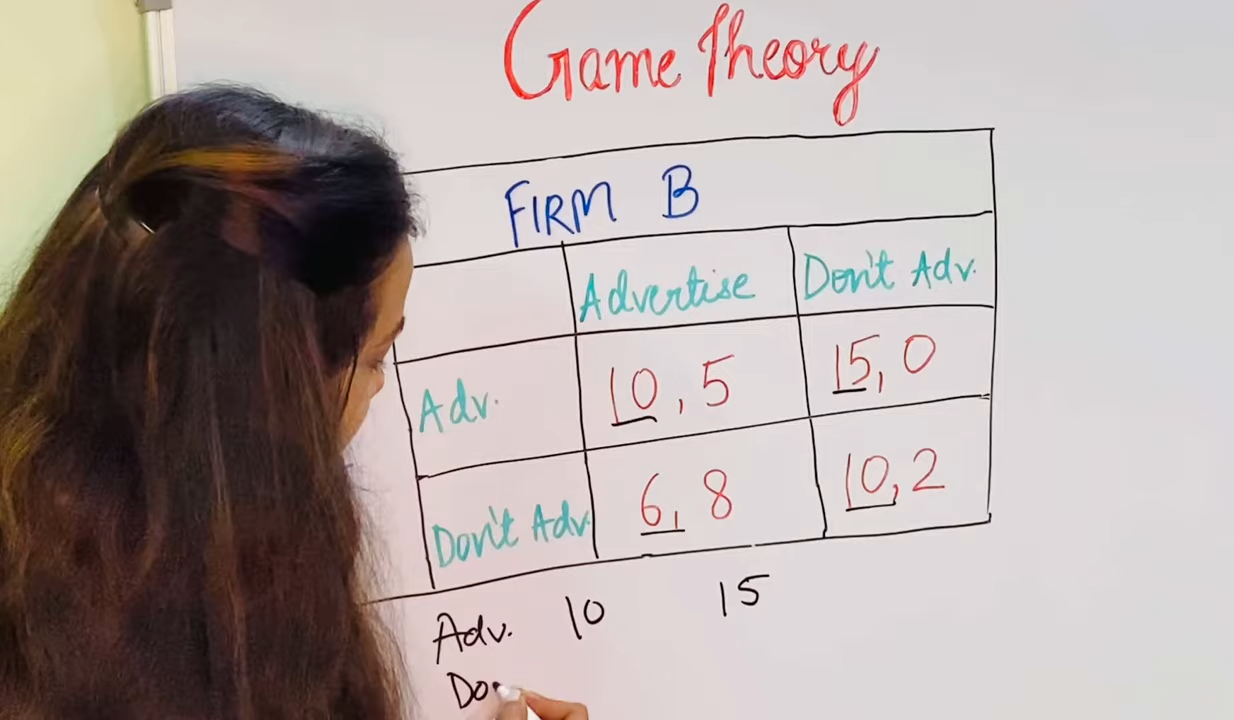 Game Theory
FIRM B
Advertise Don't Adv.
Adv. 10, 5 15, 0
Don't Adv. 6, 8 10, 2
Adv. 10 15
Do